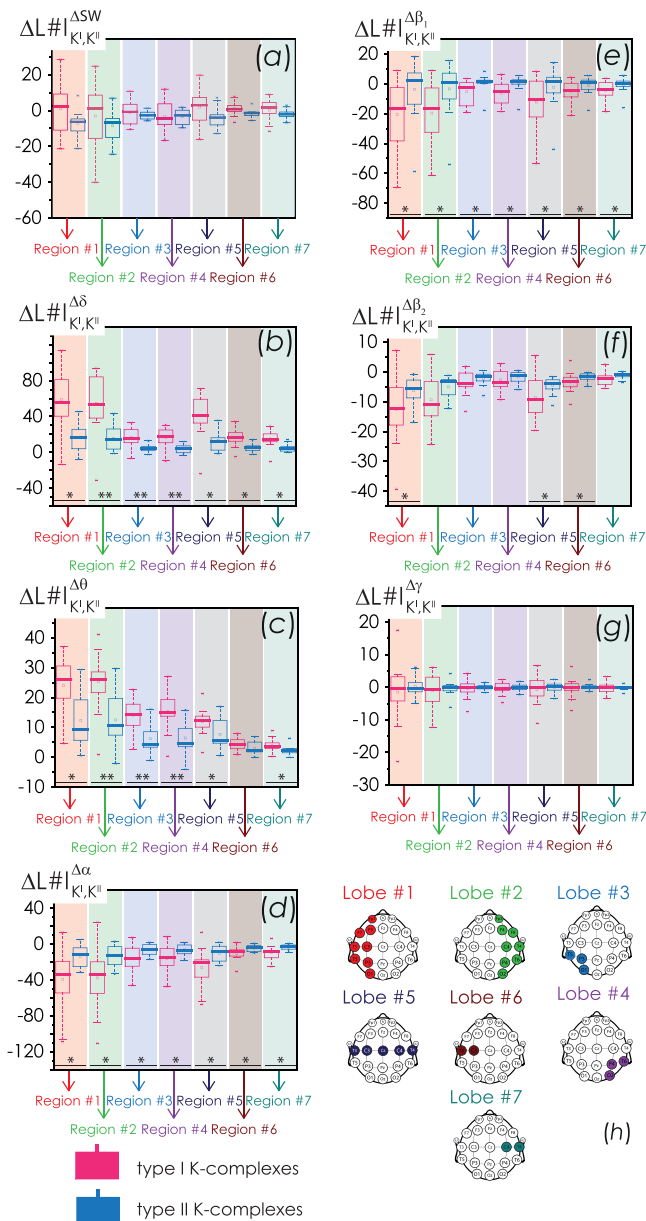 ΔL#|ΔSW K^I,K^II
(a)
20
0
-20
-40
-60
Region #1 Region #3 Region #5 Region #7
Region #2 Region #4 Region #6
ΔL#|Δδ K^I,K^II
(b)
80
40
0
-40
* ** ** ** * * *
Region #1 Region #3 Region #5 Region #7
Region #2 Region #4 Region #6
ΔL#|Δθ K^I,K^II
(c)
40
30
20
10
0
-10
* ** ** ** * *
Region #1 Region #3 Region #5 Region #7
Region #2 Region #4 Region #6
ΔL#|Δα K^I,K^II
(d)
40
0
-40
-80
-120
* * * * * * *
Region #1 Region #3 Region #5 Region #7
Region #2 Region #4 Region #6
type I K-complexes
type II K-complexes
ΔL#|Δβ₁ K^I,K^II
(e)
20
0
-20
-40
-60
-80
* * * * * * *
Region #1 Region #3 Region #5 Region #7
Region #2 Region #4 Region #6
ΔL#|Δβ₂ K^I,K^II
(f)
10
0
-10
-20
-30
-40
* * *
Region #1 Region #3 Region #5 Region #7
Region #2 Region #4 Region #6
ΔL#|Δγ K^I,K^II
(g)
20
10
0
-10
-20
-30
Region #1 Region #3 Region #5 Region #7
Region #2 Region #4 Region #6
Lobe #1 Lobe #2 Lobe #3
Lobe #5 Lobe #6 Lobe #4
Lobe #7
(h)